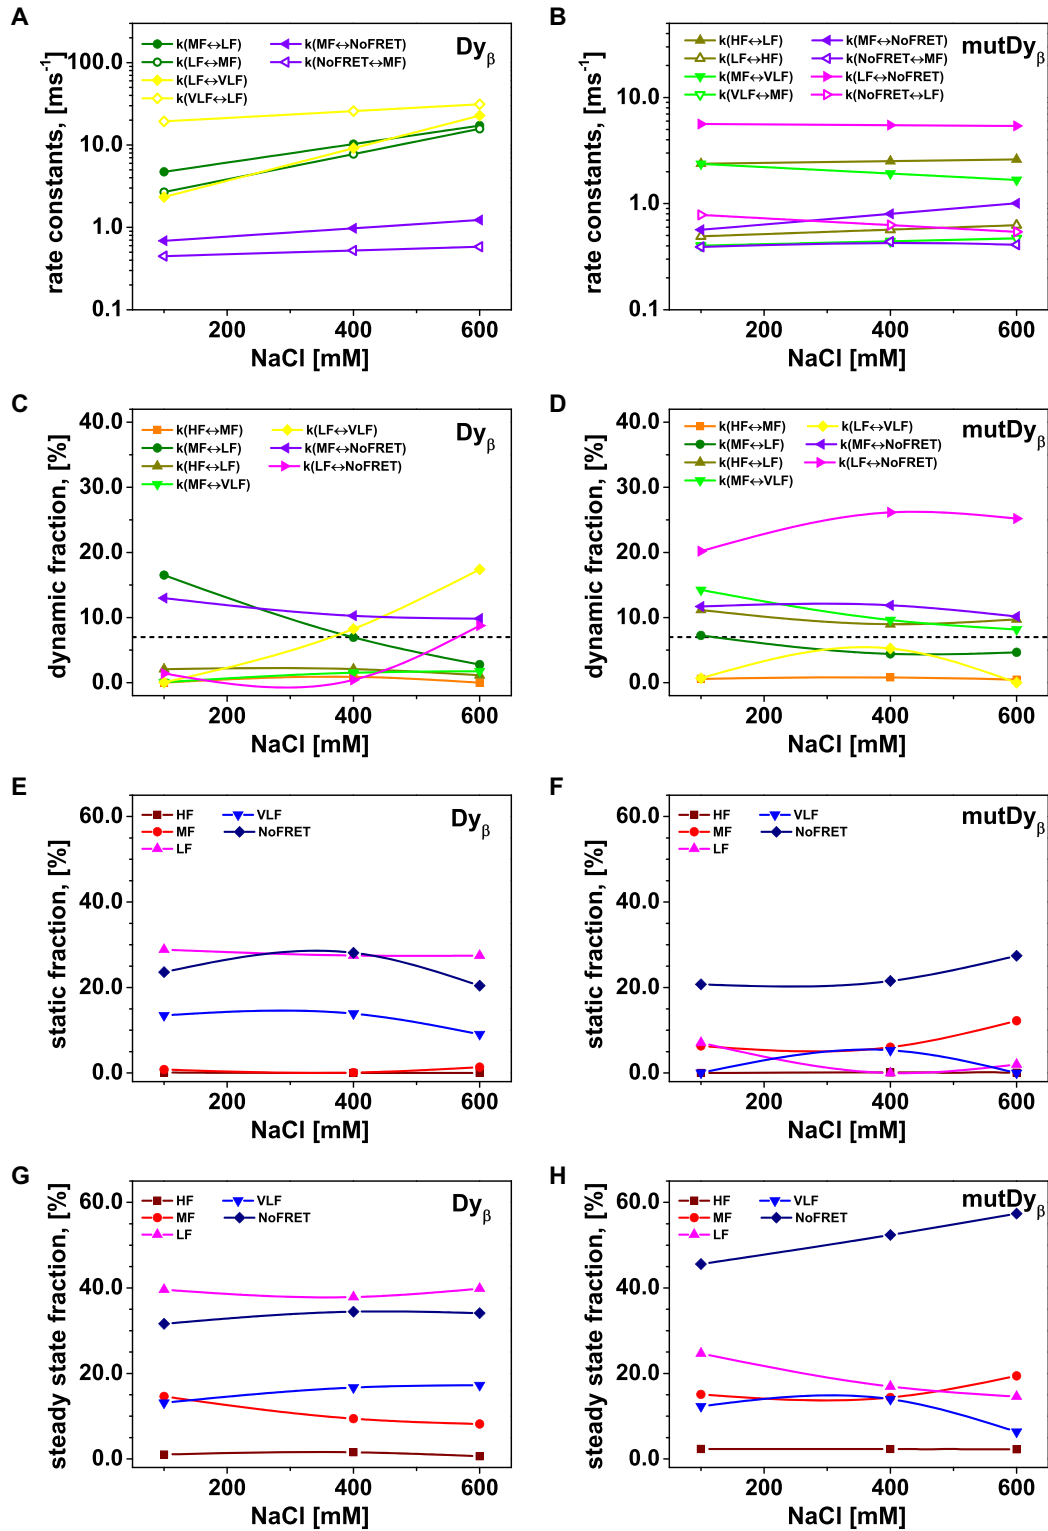 A
k(MF↔LF)
k(LF↔MF)
k(LF↔VLF)
k(VLF↔LF)
k(MF↔NoFRET)
k(NoFRET↔MF)
Dyβ
rate constants, [ms-1]
100.0
10.0
1.0
0.1
200 400 600
NaCl [mM]
B
k(HF↔LF)
k(LF↔HF)
k(MF↔VLF)
k(VLF↔MF)
k(MF↔NoFRET)
k(NoFRET↔MF)
k(LF↔NoFRET)
k(NoFRET↔LF)
mutDyβ
rate constants, [ms-1]
10.0
1.0
0.1
200 400 600
NaCl [mM]
C
k(HF↔MF)
k(MF↔LF)
k(HF↔LF)
k(MF↔VLF)
k(LF↔VLF)
k(MF↔NoFRET)
k(LF↔NoFRET)
Dyβ
dynamic fraction, [%]
40.0
30.0
20.0
10.0
0.0
200 400 600
NaCl [mM]
D
k(HF↔MF)
k(MF↔LF)
k(HF↔LF)
k(MF↔VLF)
k(LF↔VLF)
k(MF↔NoFRET)
k(LF↔NoFRET)
mutDyβ
dynamic fraction, [%]
40.0
30.0
20.0
10.0
0.0
200 400 600
NaCl [mM]
E
HF
MF
LF
VLF
NoFRET
Dyβ
static fraction, [%]
60.0
40.0
20.0
0.0
200 400 600
NaCl [mM]
F
HF
MF
LF
VLF
NoFRET
mutDyβ
static fraction, [%]
60.0
40.0
20.0
0.0
200 400 600
NaCl [mM]
G
HF
MF
LF
VLF
NoFRET
Dyβ
steady state fraction, [%]
60.0
40.0
20.0
0.0
200 400 600
NaCl [mM]
H
HF
MF
LF
VLF
NoFRET
mutDyβ
steady state fraction, [%]
60.0
40.0
20.0
0.0
200 400 600
NaCl [mM]